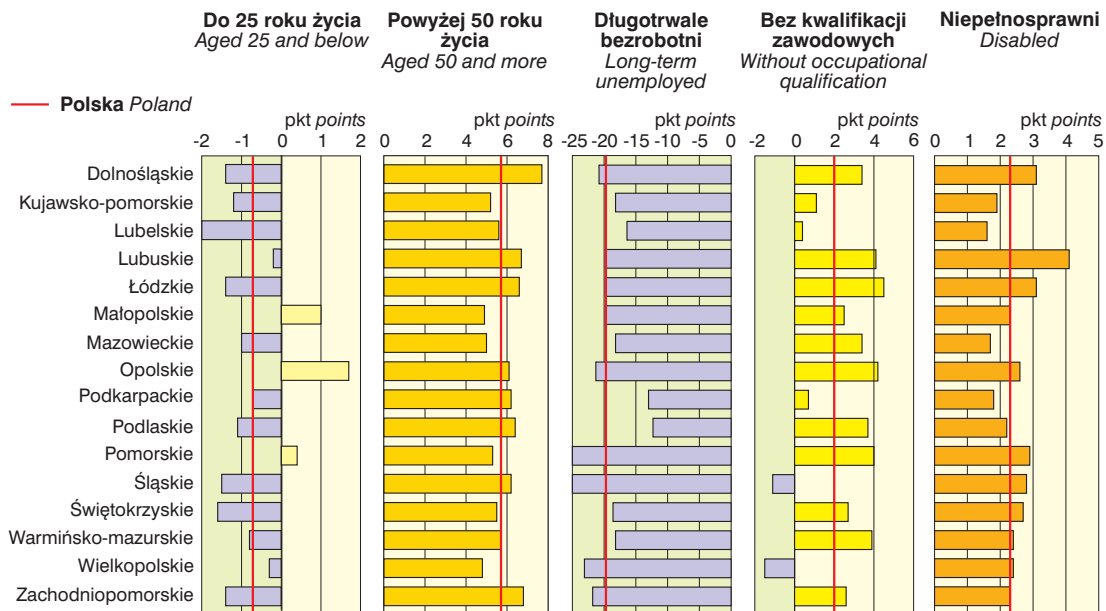 Do 25 roku życia
Aged 25 and below
Powyżej 50 roku
życia
Aged 50 and more
Długotrwale
bezrobotni
Long-term
unemployed
Bez kwalifikacji
zawodowych
Without occupational
qualification
Niepełnosprawni
Disabled
Polska Poland
pkt points
-2 -1 0 1 2
pkt points
0 2 4 6 8
pkt points
-25 -20 -15 -10 -5 0
pkt points
-2 0 2 4 6
pkt points
0 1 2 3 4 5
Dolnośląskie
Kujawsko-pomorskie
Lubelskie
Lubuskie
Łódzkie
Małopolskie
Mazowieckie
Opolskie
Podkarpackie
Podlaskie
Pomorskie
Śląskie
Świętokrzyskie
Warmińsko-mazurskie
Wielkopolskie
Zachodniopomorskie